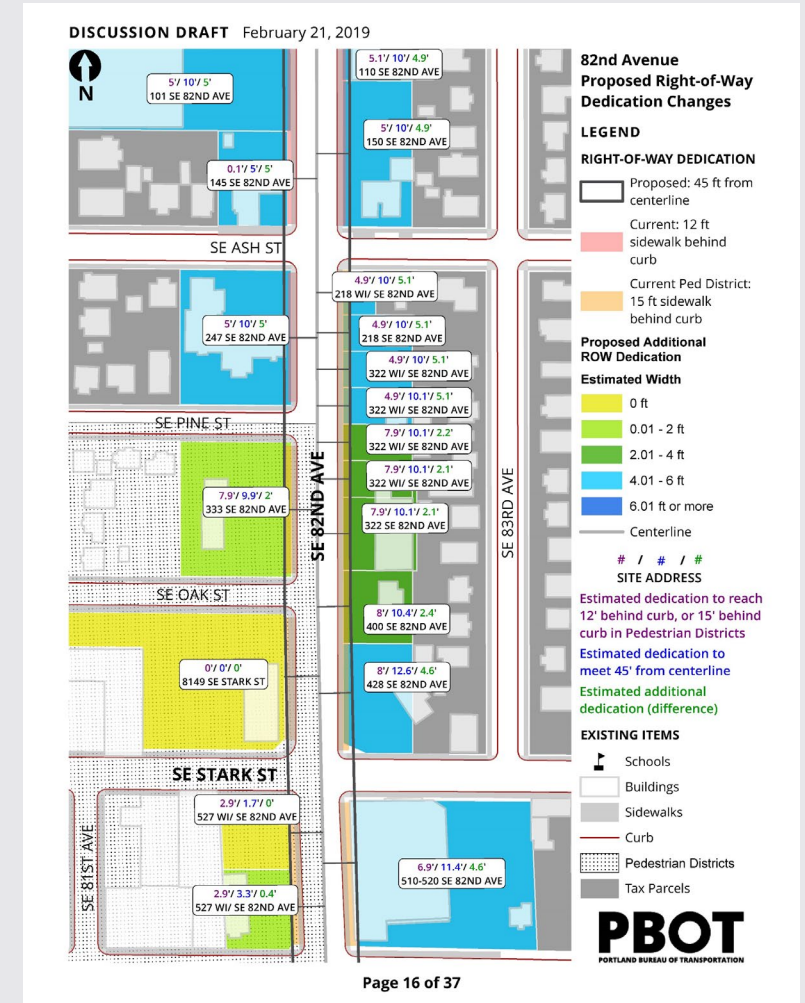 DISCUSSION DRAFT February 21, 2019
N
5'/ 10'/ 5'
101 SE 82ND AVE
5.1'/ 10'/ 4.9'
110 SE 82ND AVE
5'/ 10'/ 4.9'
150 SE 82ND AVE
0.1'/ 5'/ 5'
145 SE 82ND AVE
SE ASH ST
4.9'/ 10'/ 5.1'
218 WI/ SE 82ND AVE
5'/ 10'/ 5'
247 SE 82ND AVE
4.9'/ 10'/ 5.1'
218 SE 82ND AVE
4.9'/ 10'/ 5.1'
322 WI/ SE 82ND AVE
4.9'/ 10.1'/ 5.1'
322 WI/ SE 82ND AVE
SE PINE ST
7.9'/ 10.1'/ 2.2'
322 WI/ SE 82ND AVE
7.9'/ 10.1'/ 2.1'
322 WI/ SE 82ND AVE
7.9'/ 9.9'/ 2'
333 SE 82ND AVE
SE 82ND AVE
7.9'/ 10.1'/ 2.1'
322 SE 82ND AVE
SE 83RD AVE
SE OAK ST
8'/ 10.4'/ 2.4'
400 SE 82ND AVE
0'/ 0'/ 0'
8149 SE STARK ST
8'/ 12.6'/ 4.6'
428 SE 82ND AVE
SE STARK ST
2.9'/ 1.7'/ 0'
527 WI/ SE 82ND AVE
SE 81ST AVE
6.9'/ 11.4'/ 4.6'
510-520 SE 82ND AVE
2.9'/ 3.3'/ 0.4'
527 WI/ SE 82ND AVE
82nd Avenue
Proposed Right-of-Way
Dedication Changes
LEGEND
RIGHT-OF-WAY DEDICATION
Proposed: 45 ft from
centerline
Current: 12 ft
sidewalk behind
curb
Current Ped District:
15 ft sidewalk
behind curb
Proposed Additional
ROW Dedication
Estimated Width
0 ft
0.01 - 2 ft
2.01 - 4 ft
4.01 - 6 ft
6.01 ft or more
Centerline
# / # / #
SITE ADDRESS
Estimated dedication to reach
12' behind curb, or 15' behind
curb in Pedestrian Districts
Estimated dedication to
meet 45' from centerline
Estimated additional
dedication (difference)
EXISTING ITEMS
Schools
Buildings
Sidewalks
Curb
Pedestrian Districts
Tax Parcels
PBOT
PORTLAND BUREAU OF TRANSPORTATION
Page 16 of 37